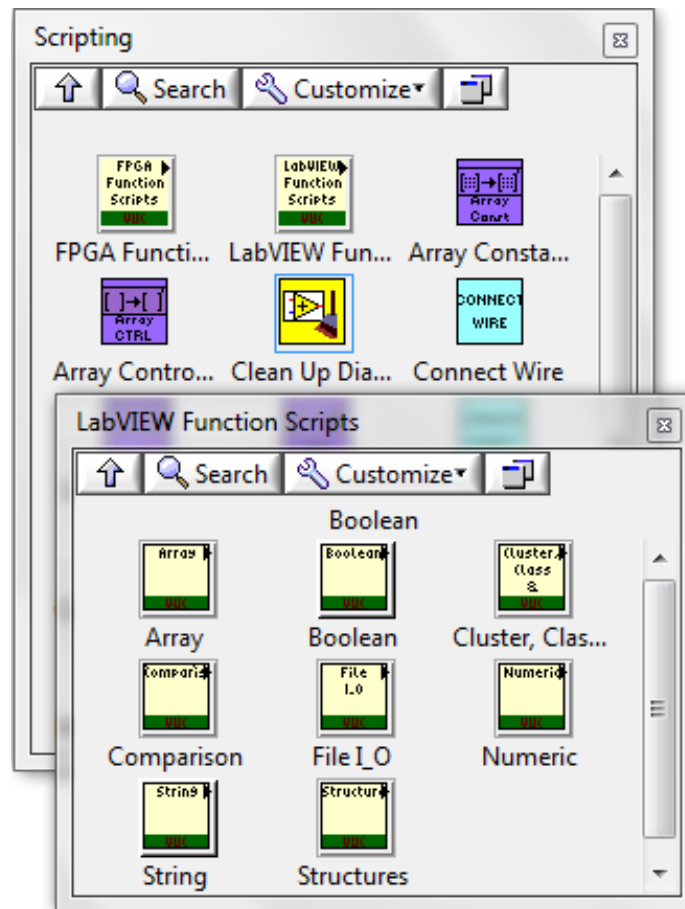 Scripting
Search Customize
FPGA Function Scripts VUC
LabVIEW Function Scripts VUC
[∷]→[∷] Array Const
FPGA Functi... LabVIEW Fun... Array Consta...
[ ]→[ ] Array CTRL
CONNECT WIRE
Array Contro... Clean Up Dia... Connect Wire
LabVIEW Function Scripts
Search Customize
Boolean
Array VUC
Boolean VUC
Cluster, Class & VUC
Array Boolean Cluster, Clas...
Comparis VUC
File I_O VUC
Numeric VUC
Comparison File I_O Numeric
String VUC
Structur VUC
String Structures